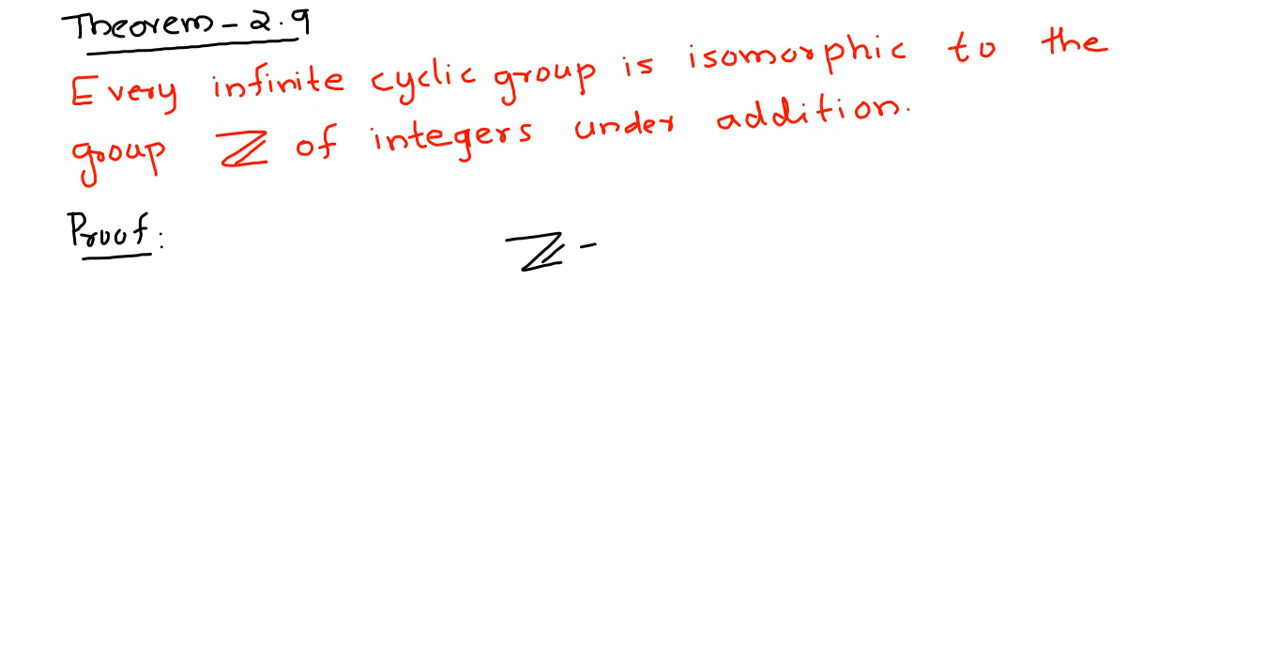 Theorem - 2.9
Every infinite cyclic group is isomorphic to the
group ℤ of integers under addition.
Proof:
ℤ -